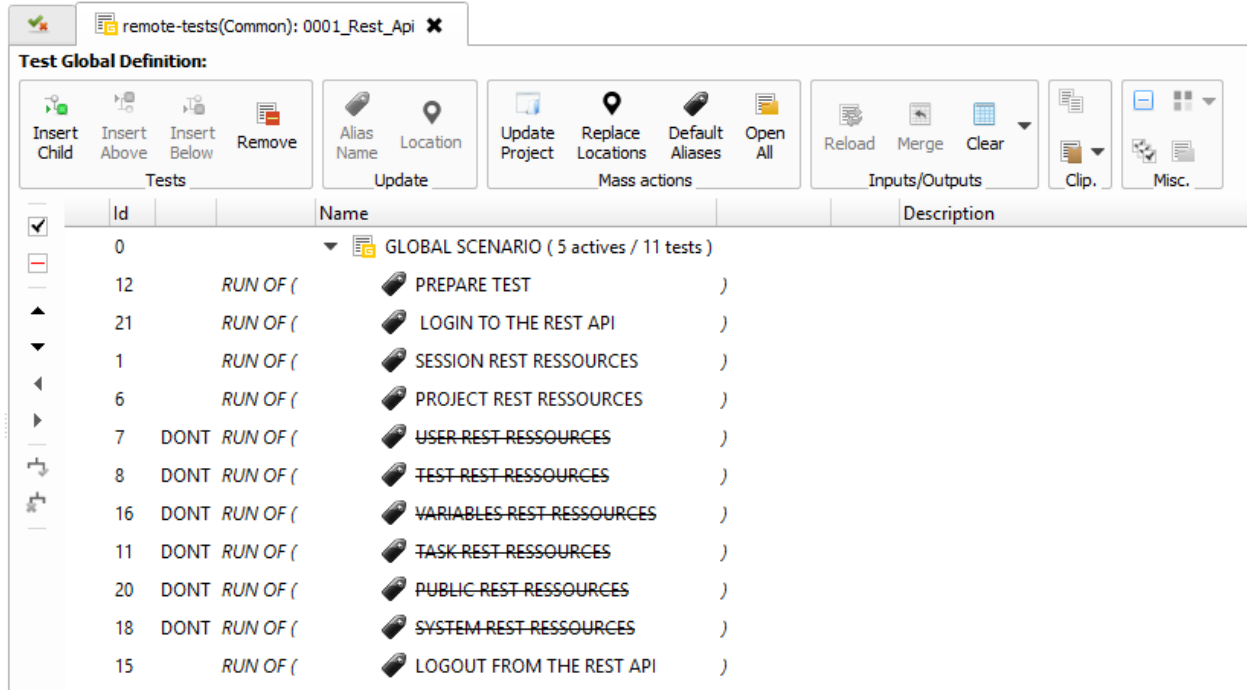 remote-tests(Common): 0001_Rest_Api
Test Global Definition:
Insert Child
Insert Above
Insert Below
Remove
Tests
Alias Name
Location
Update
Update Project
Replace Locations
Default Aliases
Open All
Mass actions
Reload
Merge
Clear
Inputs/Outputs
Clip.
Misc.
Id Name Description
0 GLOBAL SCENARIO ( 5 actives / 11 tests )
12 RUN OF ( PREPARE TEST )
21 RUN OF ( LOGIN TO THE REST API )
1 RUN OF ( SESSION REST RESSOURCES )
6 RUN OF ( PROJECT REST RESSOURCES )
7 DONT RUN OF ( USER REST RESSOURCES )
8 DONT RUN OF ( TEST REST RESSOURCES )
16 DONT RUN OF ( VARIABLES REST RESSOURCES )
11 DONT RUN OF ( TASK REST RESSOURCES )
20 DONT RUN OF ( PUBLIC REST RESSOURCES )
18 DONT RUN OF ( SYSTEM REST RESSOURCES )
15 RUN OF ( LOGOUT FROM THE REST API )